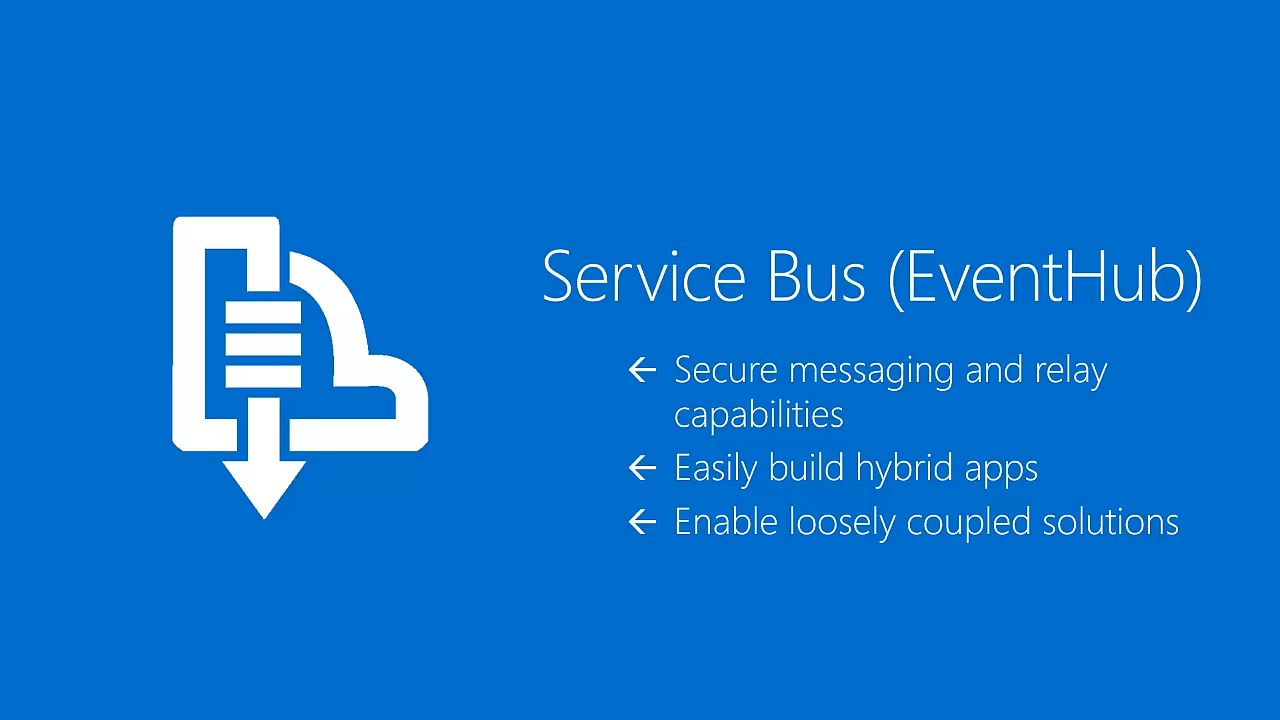 Service Bus (EventHub)
← Secure messaging and relay
capabilities
← Easily build hybrid apps
← Enable loosely coupled solutions